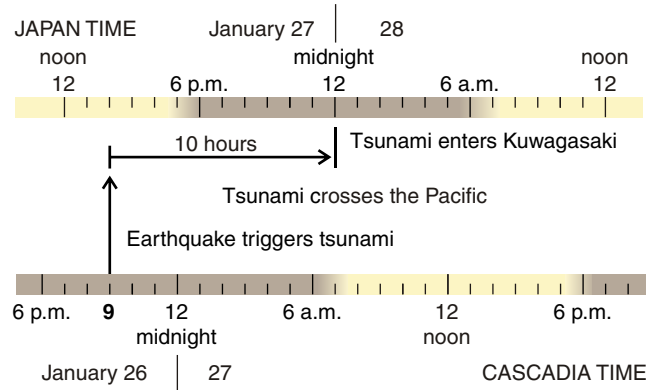 JAPAN TIME January 27 28
noon midnight noon
12 6 p.m. 12 6 a.m. 12
10 hours Tsunami enters Kuwagasaki
Tsunami crosses the Pacific
Earthquake triggers tsunami
6 p.m. 9 12 6 a.m. 12 6 p.m.
midnight noon
January 26 27 CASCADIA TIME